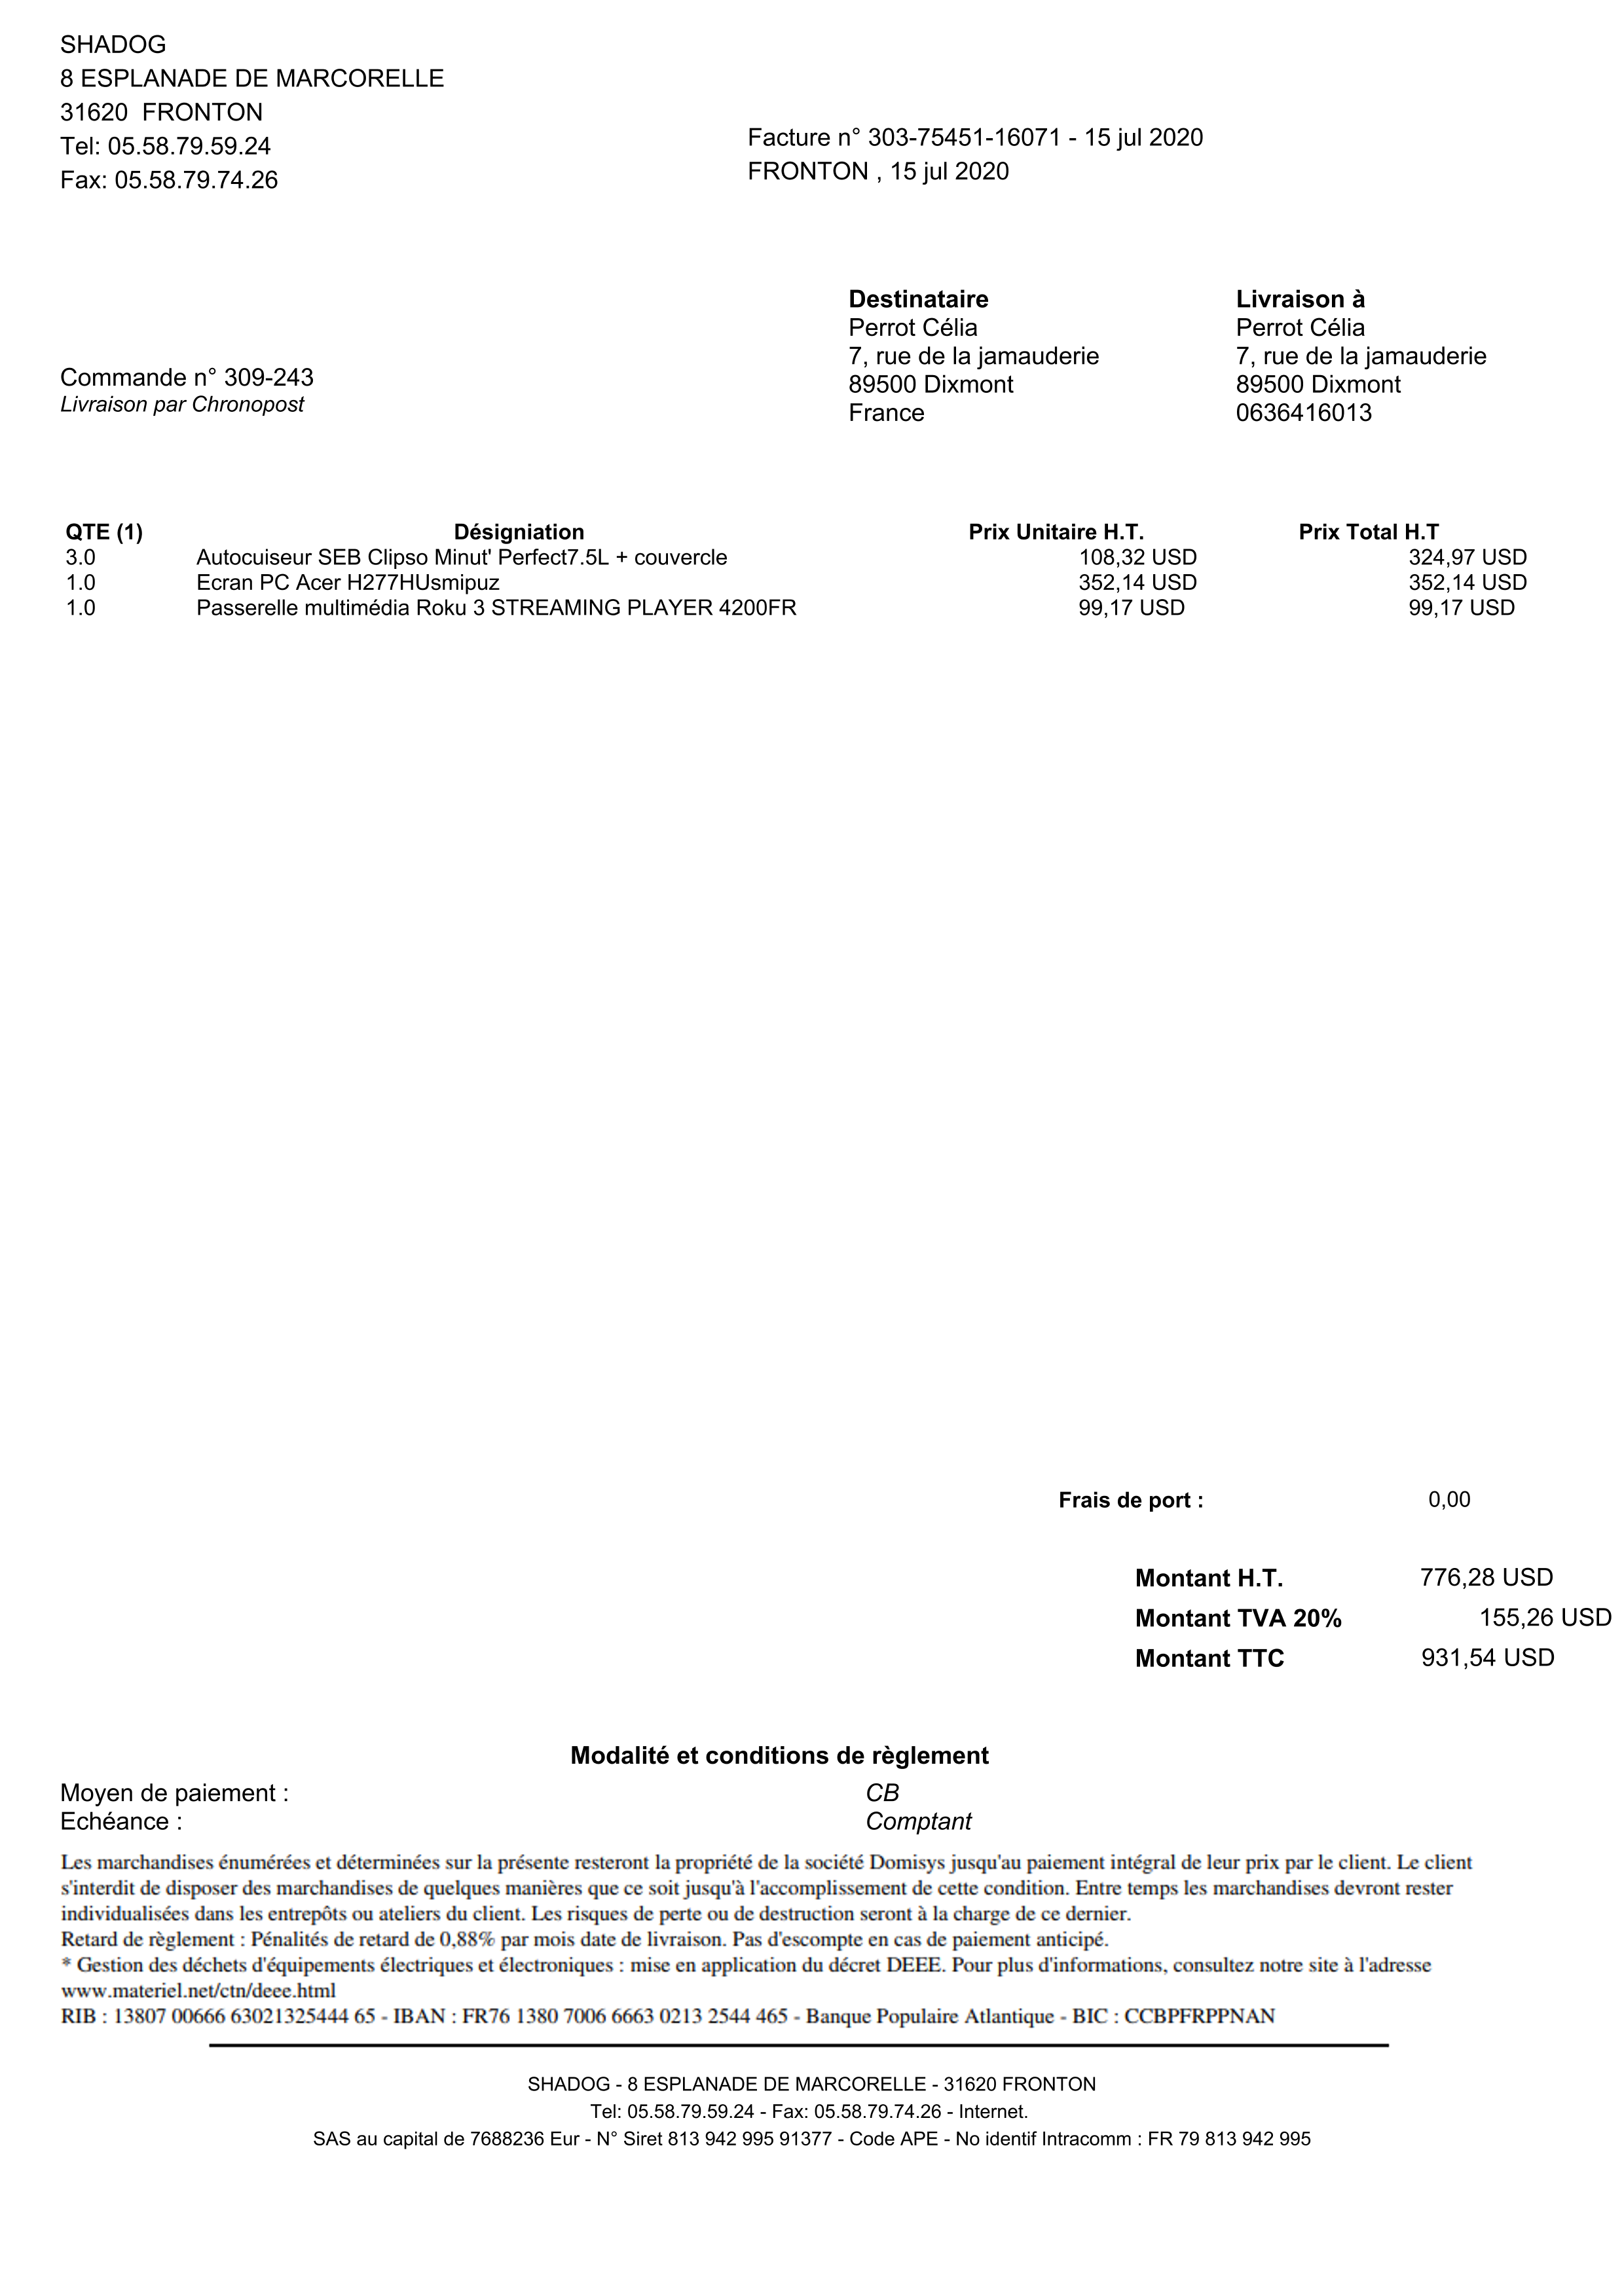 SHADOG
8 ESPLANADE DE MARCORELLE
31620 FRONTON
Tel: 05.58.79.59.24
Fax: 05.58.79.74.26
Facture n° 303-75451-16071 - 15 jul 2020
FRONTON , 15 jul 2020
Destinataire
Perrot Célia
7, rue de la jamauderie
89500 Dixmont
France
Livraison à
Perrot Célia
7, rue de la jamauderie
89500 Dixmont
0636416013
Commande n° 309-243
Livraison par Chronopost
QTE (1) Désigniation Prix Unitaire H.T. Prix Total H.T
3.0 Autocuiseur SEB Clipso Minut' Perfect7.5L + couvercle 108,32 USD 324,97 USD
1.0 Ecran PC Acer H277HUsmipuz 352,14 USD 352,14 USD
1.0 Passerelle multimédia Roku 3 STREAMING PLAYER 4200FR 99,17 USD 99,17 USD
Frais de port : 0,00
Montant H.T. 776,28 USD
Montant TVA 20% 155,26 USD
Montant TTC 931,54 USD
Modalité et conditions de règlement
Moyen de paiement : CB
Echéance : Comptant
Les marchandises énumérées et déterminées sur la présente resteront la propriété de la société Domisys jusqu'au paiement intégral de leur prix par le client. Le client
s'interdit de disposer des marchandises de quelques manières que ce soit jusqu'à l'accomplissement de cette condition. Entre temps les marchandises devront rester
individualisées dans les entrepôts ou ateliers du client. Les risques de perte ou de destruction seront à la charge de ce dernier.
Retard de règlement : Pénalités de retard de 0,88% par mois date de livraison. Pas d'escompte en cas de paiement anticipé.
* Gestion des déchets d'équipements électriques et électroniques : mise en application du décret DEEE. Pour plus d'informations, consultez notre site à l'adresse
www.materiel.net/ctn/deee.html
RIB : 13807 00666 63021325444 65 - IBAN : FR76 1380 7006 6663 0213 2544 465 - Banque Populaire Atlantique - BIC : CCBPFRPPNAN
SHADOG - 8 ESPLANADE DE MARCORELLE - 31620 FRONTON
Tel: 05.58.79.59.24 - Fax: 05.58.79.74.26 - Internet.
SAS au capital de 7688236 Eur - N° Siret 813 942 995 91377 - Code APE - No identif Intracomm : FR 79 813 942 995